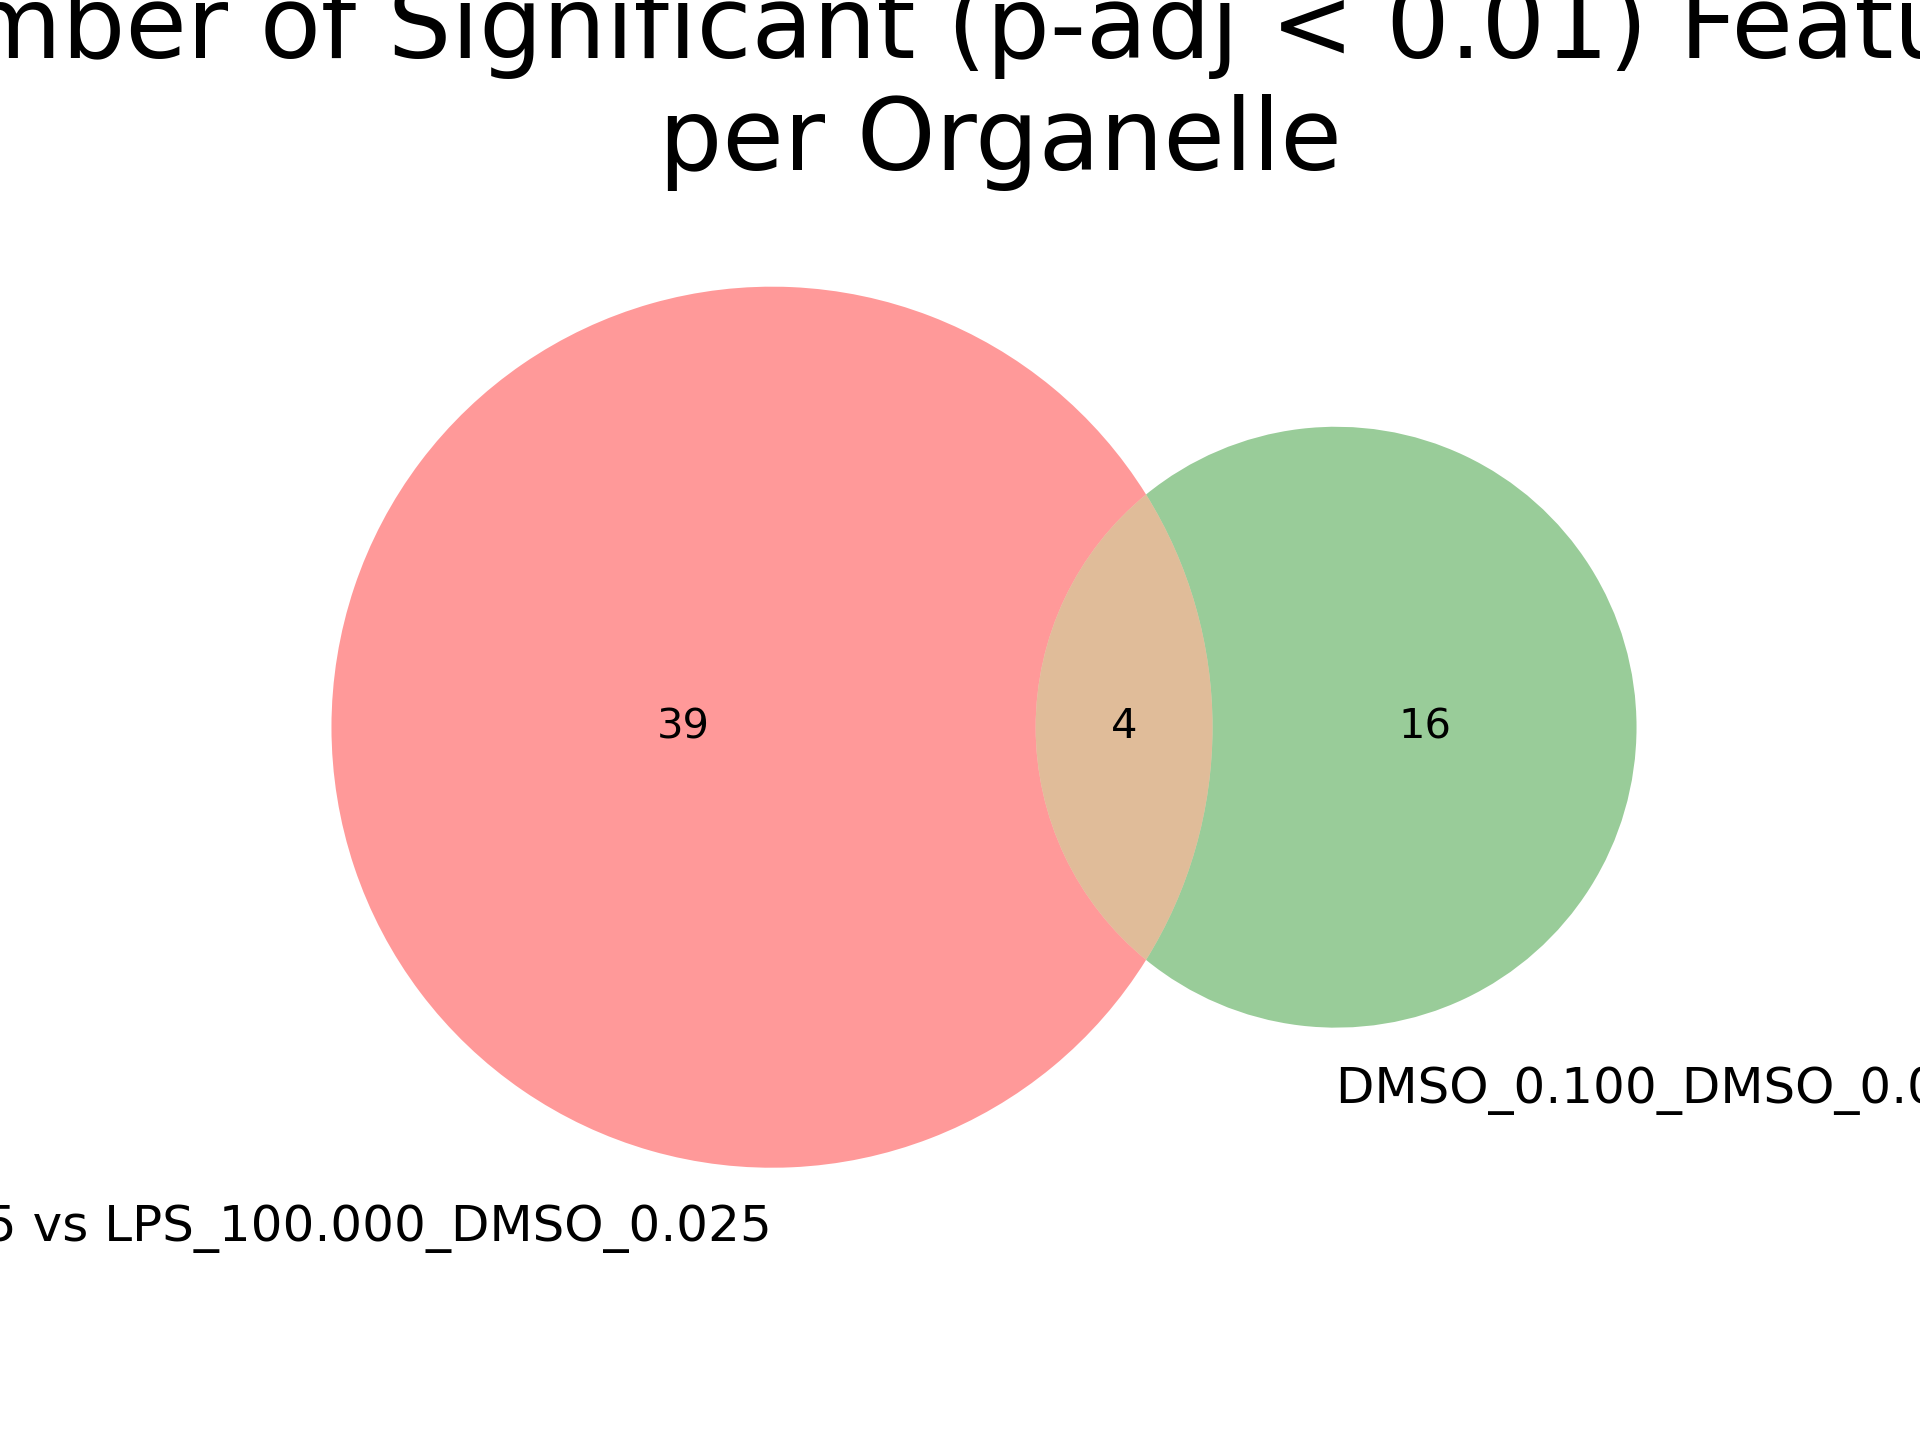 mber of Significant (p-adj < 0.01) Featu
per Organelle
39
4
16
DMSO_0.100_DMSO_0.0
5 vs LPS_100.000_DMSO_0.025